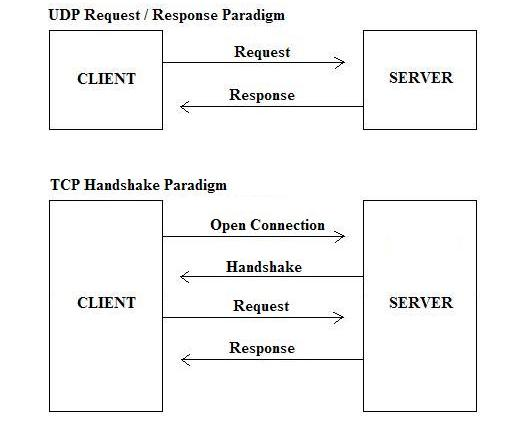 UDP Request / Response Paradigm
CLIENT
Request
Response
SERVER
TCP Handshake Paradigm
CLIENT
Open Connection
Handshake
Request
Response
SERVER